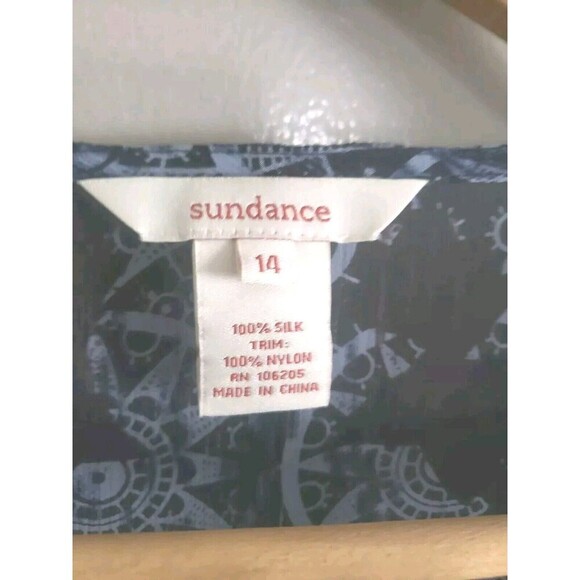 sundance
14
100% SILK
TRIM:
100% NYLON
RN 106205
MADE IN CHINA